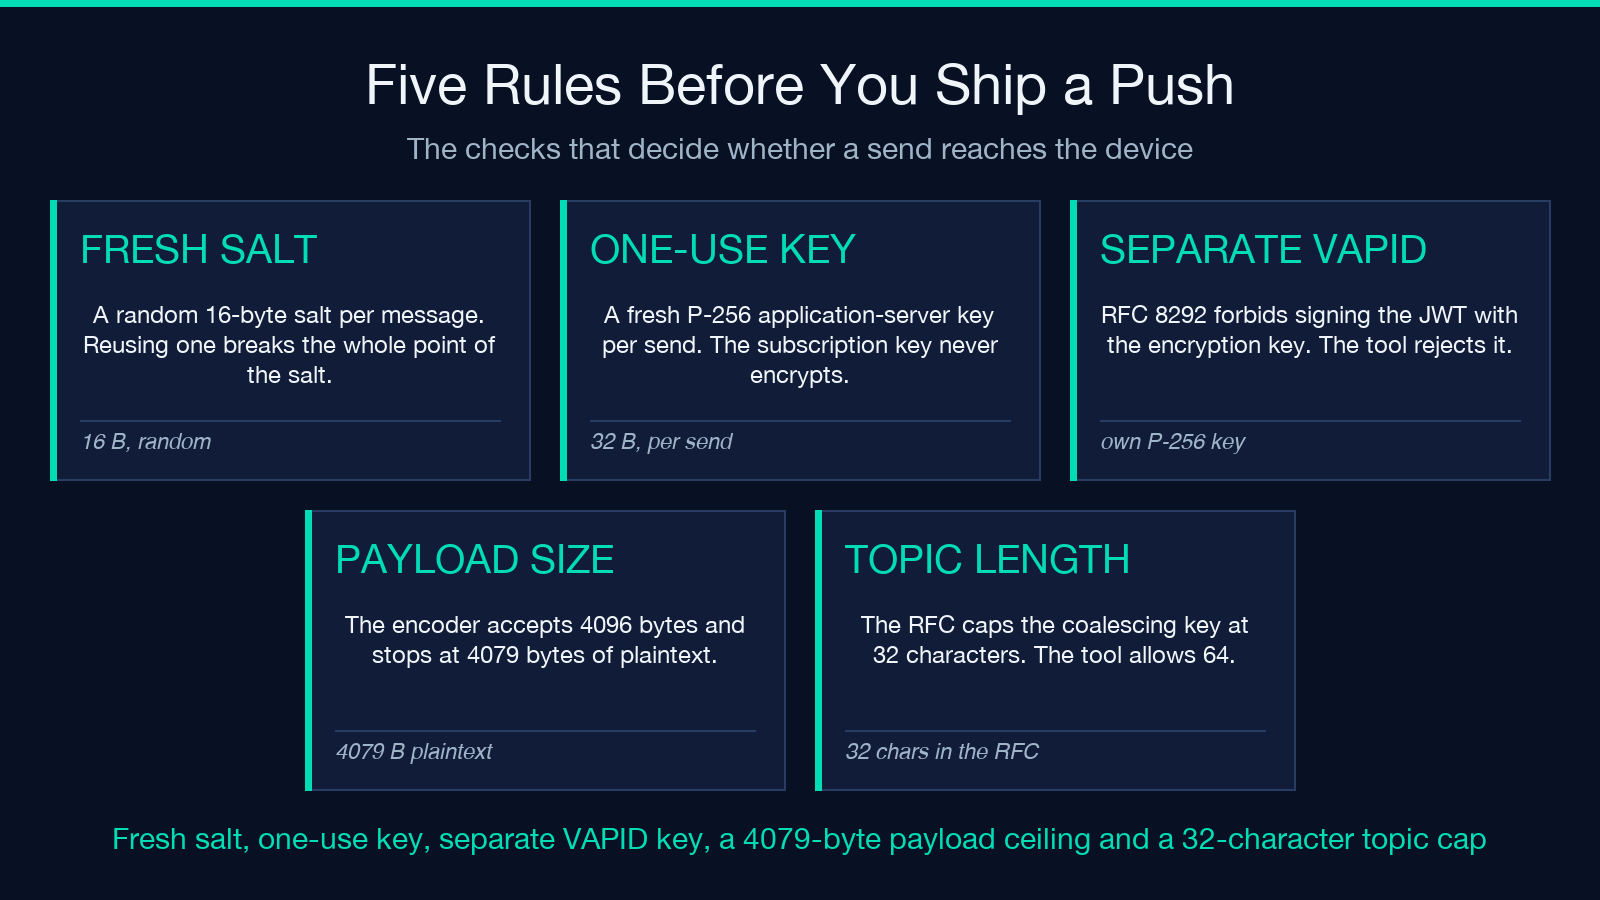 Five Rules Before You Ship a Push
The checks that decide whether a send reaches the device
FRESH SALT
A random 16-byte salt per message.
Reusing one breaks the whole point of
the salt.
16 B, random
ONE-USE KEY
A fresh P-256 application-server key
per send. The subscription key never
encrypts.
32 B, per send
SEPARATE VAPID
RFC 8292 forbids signing the JWT with
the encryption key. The tool rejects it.
own P-256 key
PAYLOAD SIZE
The encoder accepts 4096 bytes and
stops at 4079 bytes of plaintext.
4079 B plaintext
TOPIC LENGTH
The RFC caps the coalescing key at
32 characters. The tool allows 64.
32 chars in the RFC
Fresh salt, one-use key, separate VAPID key, a 4079-byte payload ceiling and a 32-character topic cap